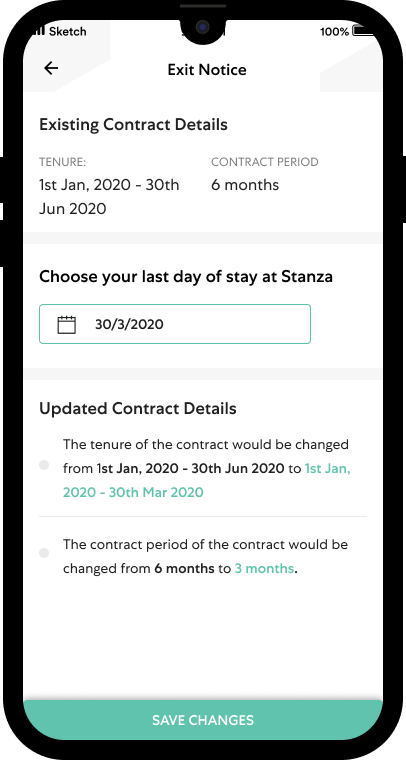 Sketch
100%
Exit Notice
Existing Contract Details
TENURE:
CONTRACT PERIOD
1st Jan, 2020 - 30th
6 months
Jun 2020
Choose your last day of stay at Stanza
30/3/2020
Updated Contract Details
The tenure of the contract would be changed
from 1st Jan, 2020 - 30th Jun 2020 to 1st Jan,
2020 - 30th Mar 2020
The contract period of the contract would be
changed from 6 months to 3 months.
SAVE CHANGES